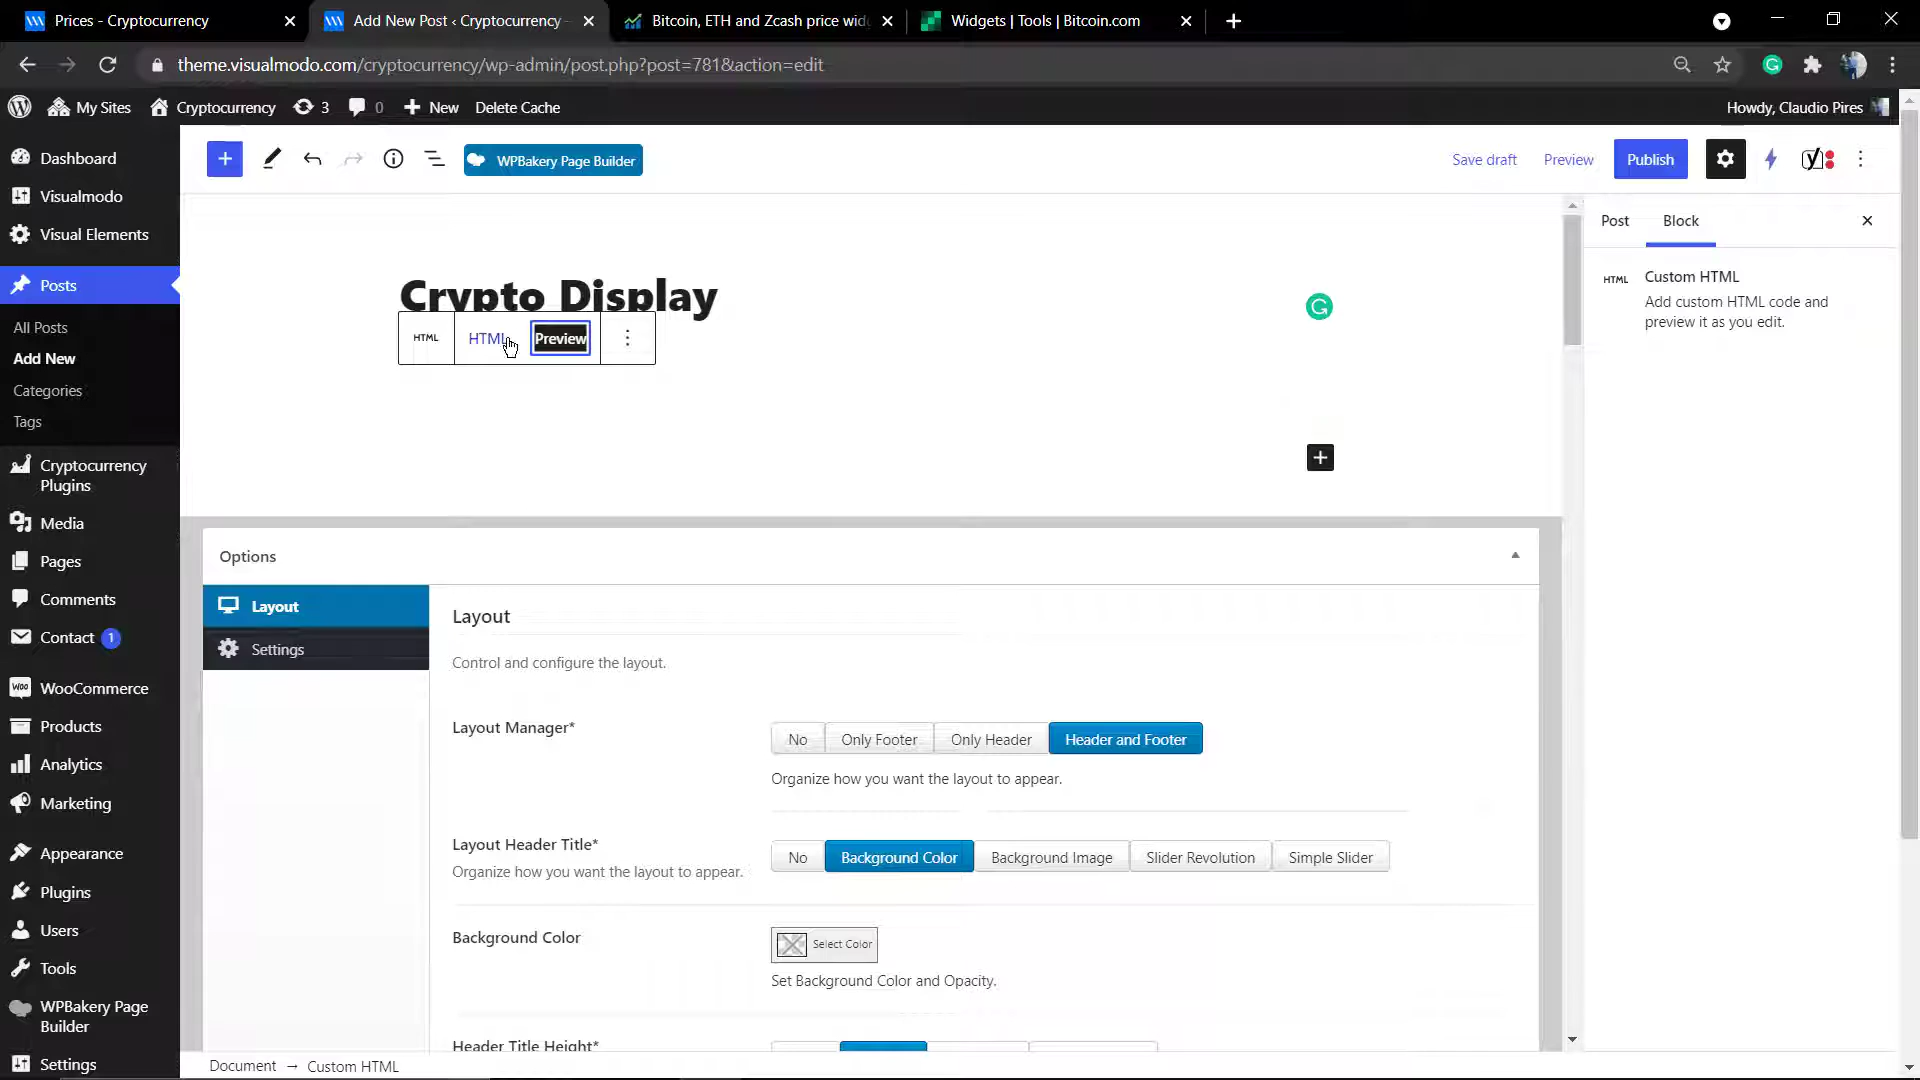 Prices - Cryptocurrency
Add New Post ‹ Cryptocurrency
Bitcoin, ETH and Zcash price wid
Widgets | Tools | Bitcoin.com
theme.visualmodo.com/cryptocurrency/wp-admin/post.php?post=781&action=edit
My Sites
Cryptocurrency
3
0
New
Delete Cache
Howdy, Claudio Pires
Dashboard
Visualmodo
Visual Elements
Posts
All Posts
Add New
Categories
Tags
Cryptocurrency
Plugins
Media
Pages
Comments
Contact 1
WooCommerce
Products
Analytics
Marketing
Appearance
Plugins
Users
Tools
WPBakery Page
Builder
Settings
WPBakery Page Builder
Save draft
Preview
Publish
Crypto Display
HTML
HTML
Preview
Post
Block
HTML
Custom HTML
Add custom HTML code and
preview it as you edit.
Options
Layout
Settings
Layout
Control and configure the layout.
Layout Manager*
No
Only Footer
Only Header
Header and Footer
Organize how you want the layout to appear.
Layout Header Title*
Organize how you want the layout to appear.
No
Background Color
Background Image
Slider Revolution
Simple Slider
Background Color
Select Color
Set Background Color and Opacity.
Header Title Height*
Document → Custom HTML